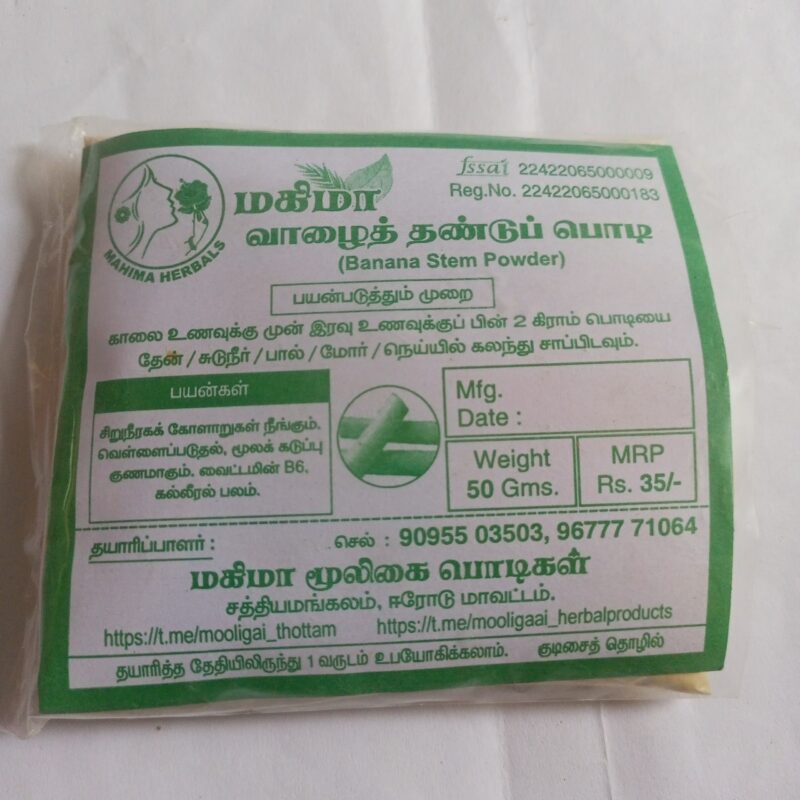 MAHIMA HERBALS
மகிமா
fssai 22422065000009
Reg.No. 22422065000183
வாழைத் தண்டுப் பொடி
(Banana Stem Powder)
பயன்படுத்தும் முறை
காலை உணவுக்கு முன் இரவு உணவுக்குப் பின் 2 கிராம் பொடியை
தேன் / சுடுநீர் / பால் / மோர் / நெய்யில் கலந்து சாப்பிடவும்.
பயன்கள்
சிறுநீரகக் கோளாறுகள் நீங்கும்.
வெள்ளைப்படுதல், மூலக் கடுப்பு
குணமாகும். வைட்டமின் B6.
கல்லீரல் பலம்.
Mfg.
Date :
Weight
50 Gms.
MRP
Rs. 35/-
தயாரிப்பாளர் :
செல் : 90955 03503, 96777 71064
மகிமா மூலிகை பொடிகள்
சத்தியமங்கலம், ஈரோடு மாவட்டம்.
https://t.me/mooligai_thottam https://t.me/mooligaai_herbalproducts
தயாரித்த தேதியிலிருந்து 1 வருடம் உபயோகிக்கலாம். குடிசைத் தொழில்